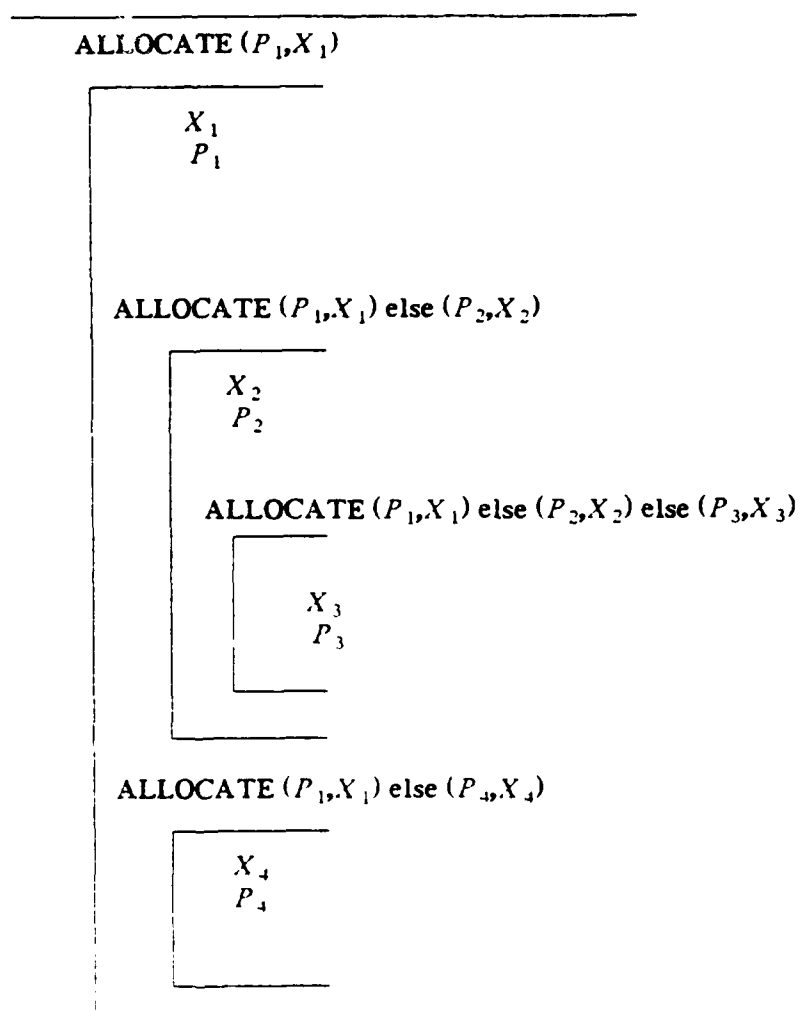 ALLOCATE (P₁,X₁)
X₁
P₁
ALLOCATE (P₁,X₁) else (P₂,X₂)
X₂
P₂
ALLOCATE (P₁,X₁) else (P₂,X₂) else (P₃,X₃)
X₃
P₃
ALLOCATE (P₁,X₁) else (P₄,X₄)
X₄
P₄